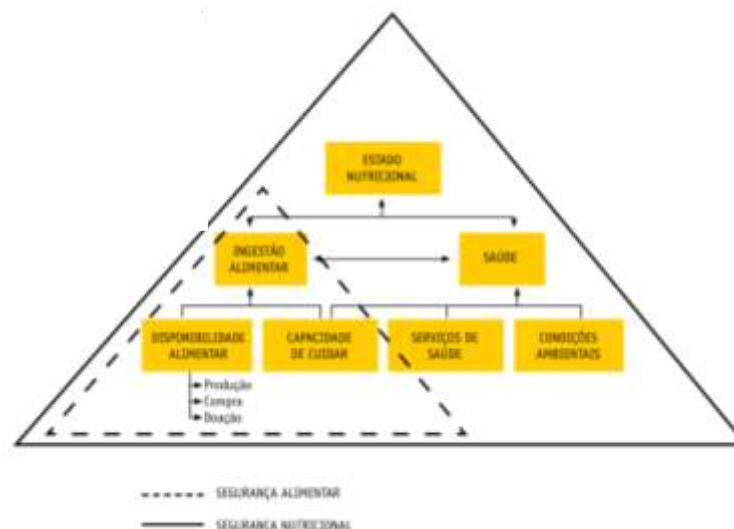 ESTADO
NUTRICIONAL
INGESTÃO
ALIMENTAR
SAÚDE
DISPONIBILIDADE
ALIMENTAR
CAPACIDADE
DE CUIDAR
SERVIÇOS DE
SAÚDE
CONDIÇÕES
AMBIENTAIS
Produção
Compra
Doação
SEGURANÇA ALIMENTAR
SEGURANÇA NUTRICIONAL